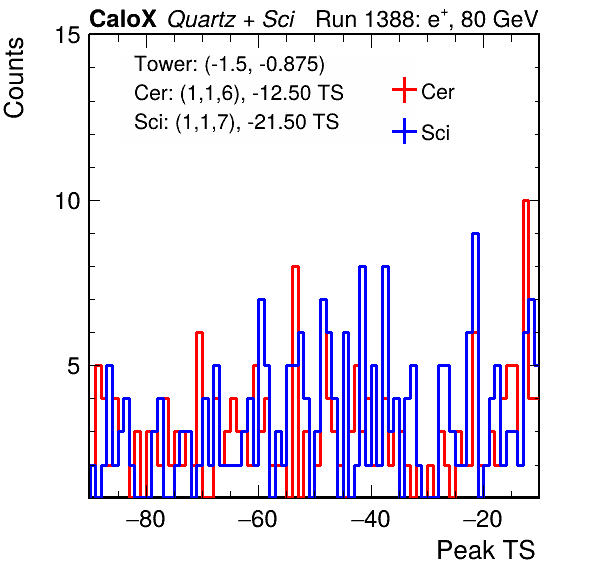 CaloX Quartz + Sci Run 1388: e+, 80 GeV
Counts
15
10
5
Tower: (-1.5, -0.875)
Cer: (1,1,6), -12.50 TS
Sci: (1,1,7), -21.50 TS
Cer
Sci
−80 −60 −40 −20
Peak TS